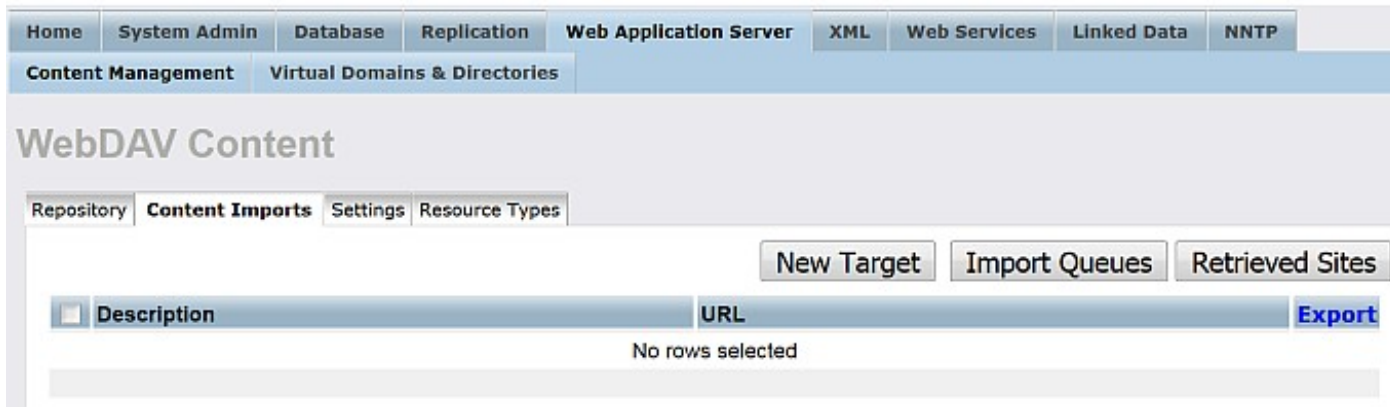 Home System Admin Database Replication Web Application Server XML Web Services Linked Data NNTP
Content Management Virtual Domains & Directories
WebDAV Content
Repository Content Imports Settings Resource Types
New Target Import Queues Retrieved Sites
Description URL Export
No rows selected